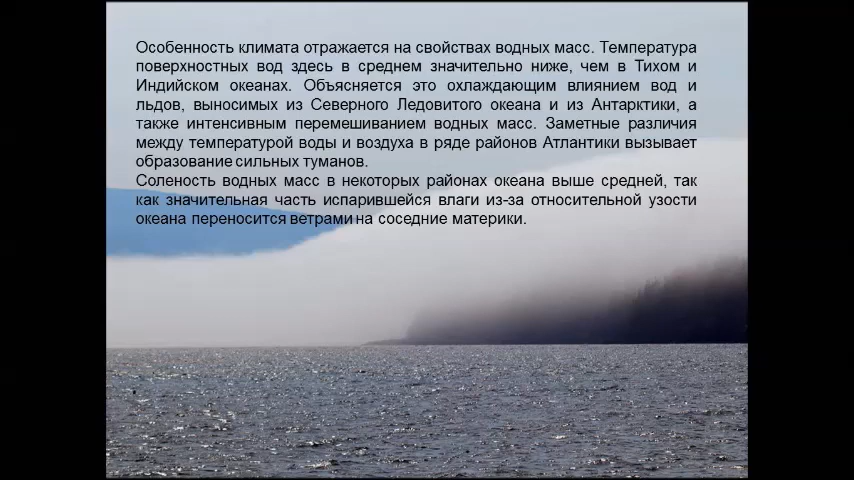 Особенность климата отражается на свойствах водных масс. Температура
поверхностных вод здесь в среднем значительно ниже, чем в Тихом и
Индийском океанах. Объясняется это охлаждающим влиянием вод и
льдов, выносимых из Северного Ледовитого океана и из Антарктики, а
также интенсивным перемешиванием водных масс. Заметные различия
между температурой воды и воздуха в ряде районов Атлантики вызывает
образование сильных туманов.
Соленость водных масс в некоторых районах океана выше средней, так
как значительная часть испарившейся влаги из-за относительной узости
океана переносится ветрами на соседние материки.